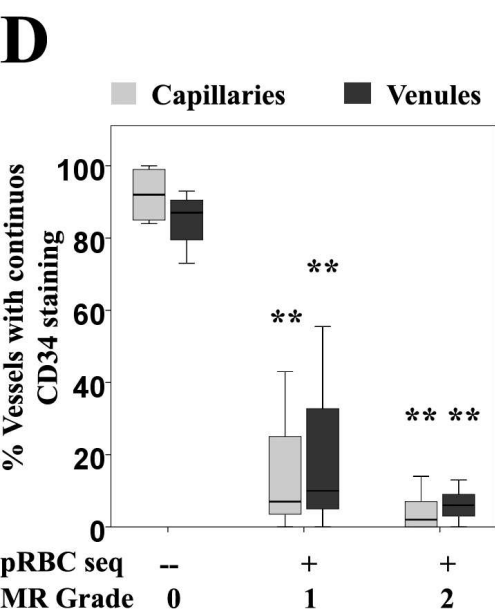 D
Capillaries Venules
% Vessels with continuos
CD34 staining
100
80
60
40
20
0
**
**
** **
pRBC seq -- + +
MR Grade 0 1 2